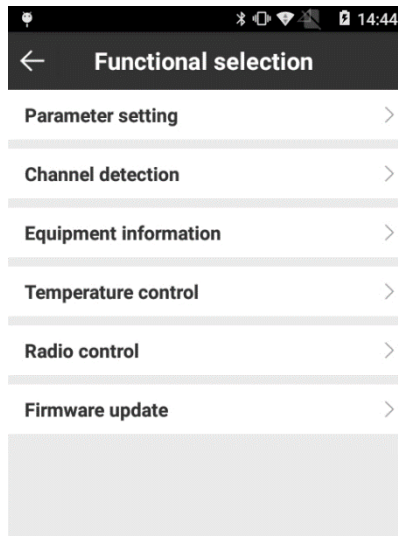 14:44
Functional selection
Parameter setting
Channel detection
Equipment information
Temperature control
Radio control
Firmware update